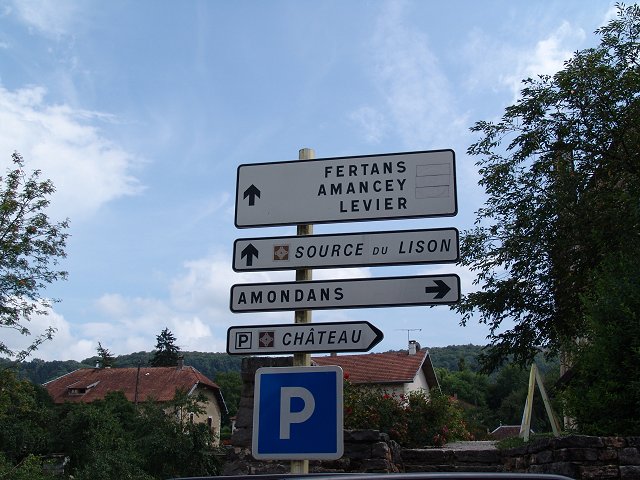 FERTANS
AMANCEY
LEVIER
SOURCE DU LISON
AMONDANS
P CHÂTEAU
P